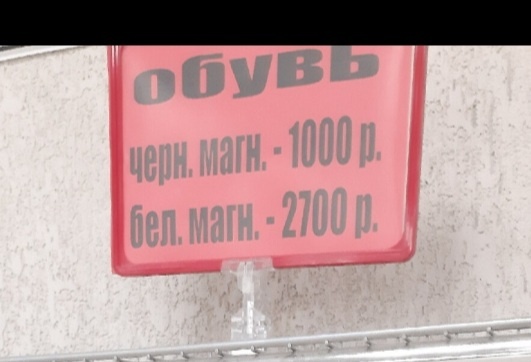 обувь
черн. магн. - 1000 р.
бел. магн. - 2700 р.